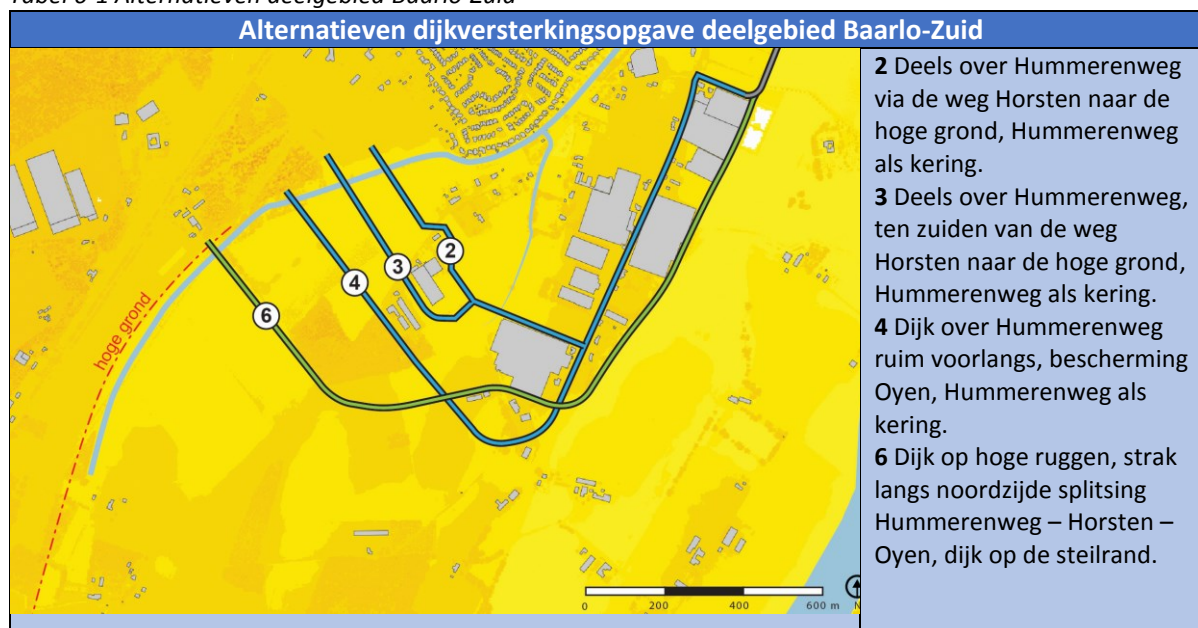 Tabel 6-1 Alternatieven deelgebied Baarlo-Zuid
Alternatieven dijkversterkingsopgave deelgebied Baarlo-Zuid
2 Deels over Hummerenweg
via de weg Horsten naar de
hoge grond, Hummerenweg
als kering.
3 Deels over Hummerenweg,
ten zuiden van de weg
Horsten naar de hoge grond,
Hummerenweg als kering.
4 Dijk over Hummerenweg
ruim voorlangs, bescherming
Oyen, Hummerenweg als
kering.
6 Dijk op hoge ruggen, strak
langs noordzijde splitsing
Hummerenweg – Horsten –
Oyen, dijk op de steilrand.
2
3
4
6
hoge grond
0 200 400 600 m N